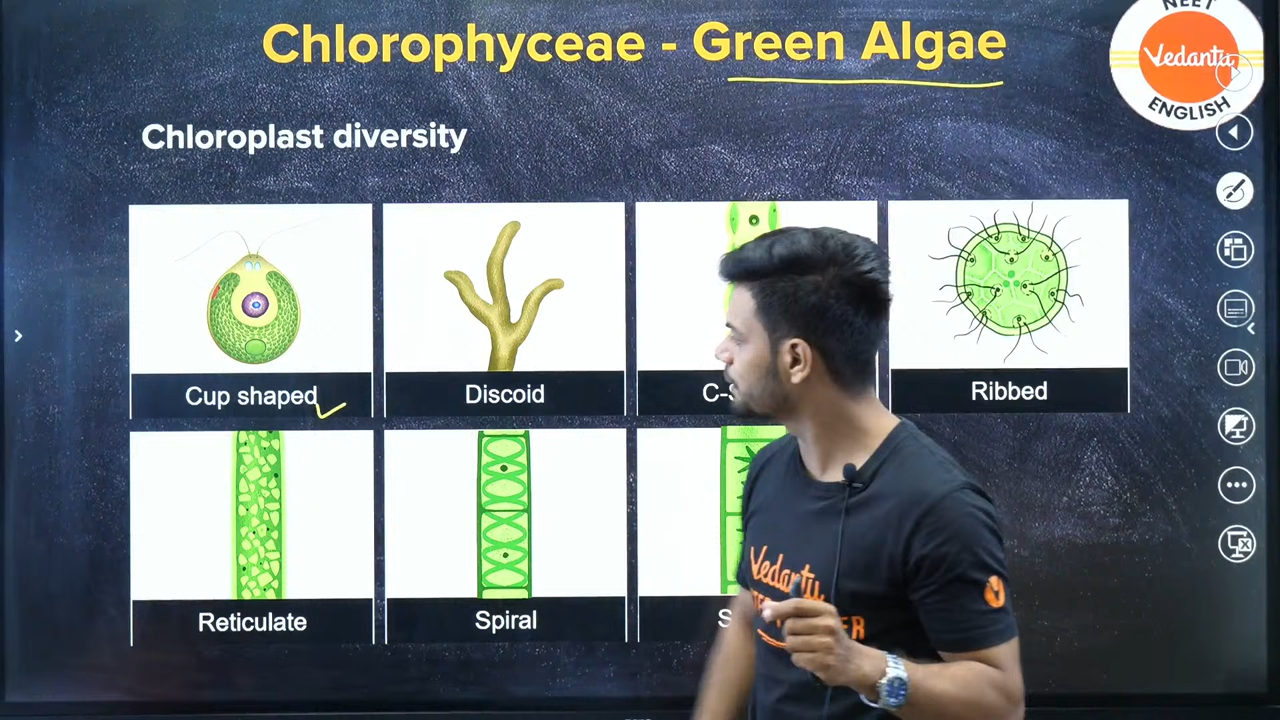 Chlorophyceae - Green Algae
NEET
Vedantu
ENGLISH
Chloroplast diversity
Cup shaped
Discoid
Ribbed
Reticulate
Spiral
Vedantu